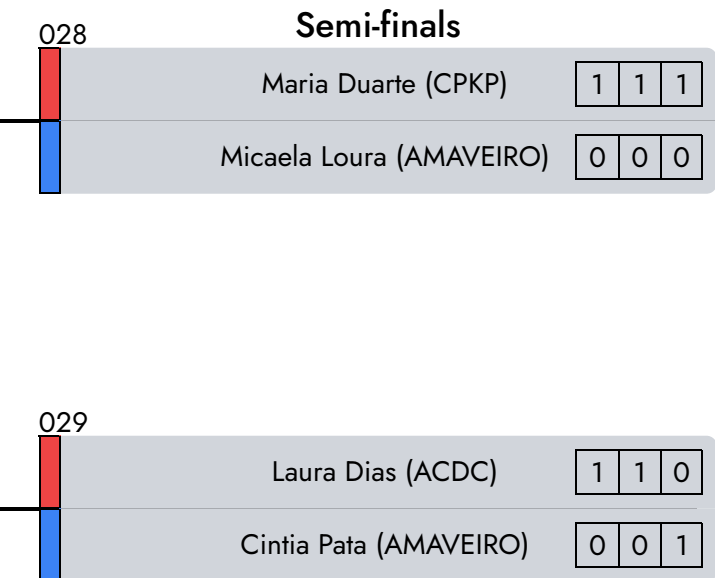 Semi-finals
028
Maria Duarte (CPKP) 1 1 1
Micaela Loura (AMAVEIRO) 0 0 0
029
Laura Dias (ACDC) 1 1 0
Cintia Pata (AMAVEIRO) 0 0 1